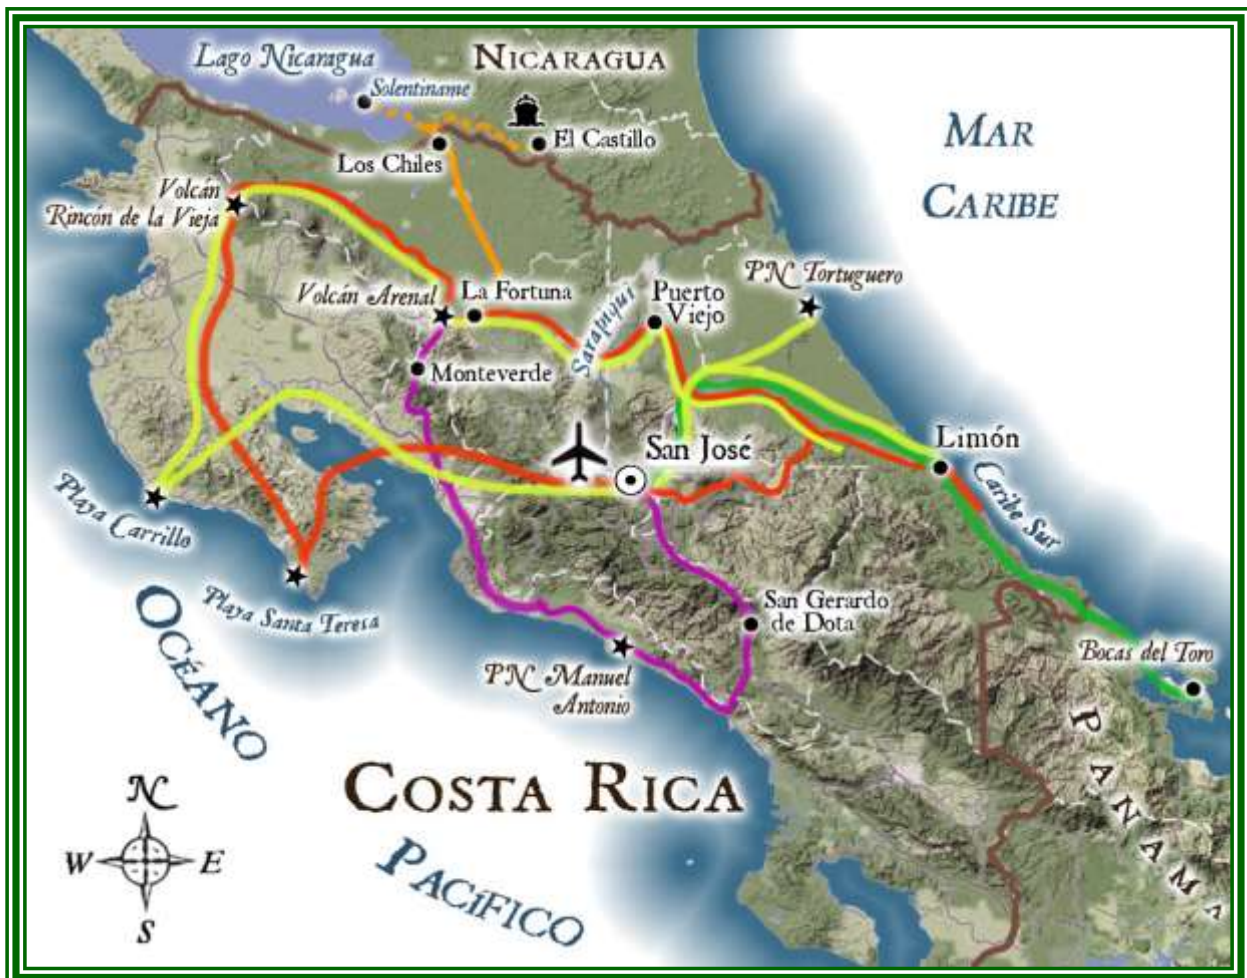 Lago Nicaragua
NICARAGUA
Solentiname
El Castillo
Los Chiles
MAR
CARIBE
Volcán
Rincón de la Vieja
PN Tortuguero
Volcán Arenal
La Fortuna
Sarapiqui
Puerto
Viejo
Monteverde
San José
Limón
Caribe Sur
Playa Carrillo
Playa Santa Teresa
San Gerardo
de Dota
Bocas del Toro
PN Manuel
Antonio
OCÉANO
PACíFICO
COSTA RICA
PANAMA
N
W
E
S